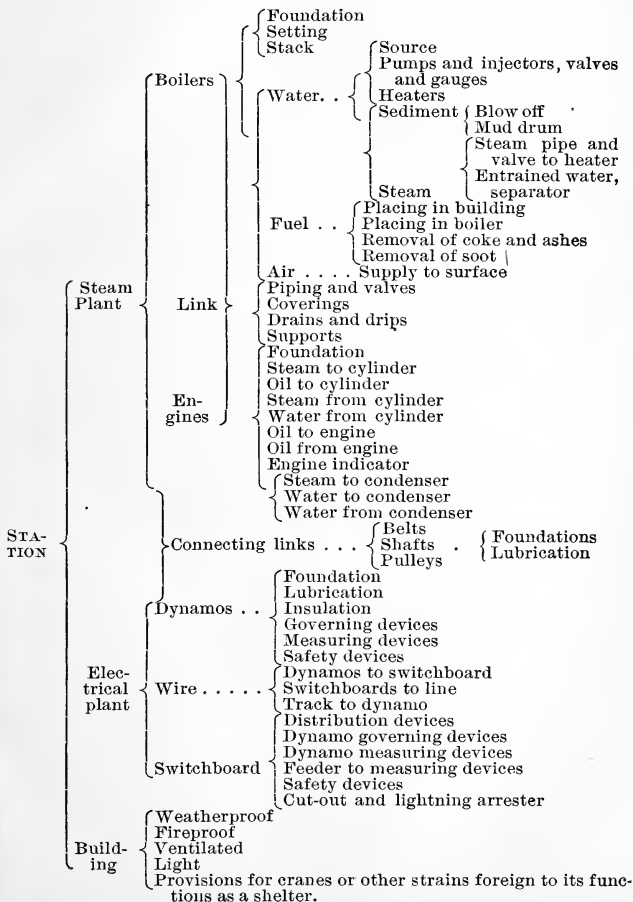 Foundation
Setting
Stack
Boilers
Water. .
Source
Pumps and injectors, valves
and gauges
Heaters
Sediment
Blow off
Mud drum
Steam
Steam pipe and
valve to heater
Entrained water,
separator
Fuel . .
Placing in building
Placing in boiler
Removal of coke and ashes
Removal of soot
Air . . . . Supply to surface
Steam
Plant
Link
Piping and valves
Coverings
Drains and drips
Supports
En-
gines
Foundation
Steam to cylinder
Oil to cylinder
Steam from cylinder
Water from cylinder
Oil to engine
Oil from engine
Engine indicator
Steam to condenser
Water to condenser
Water from condenser
STA-
TION
Connecting links . . .
Belts
Shafts .
Pulleys
Foundations
Lubrication
Dynamos . .
Foundation
Lubrication
Insulation
Governing devices
Measuring devices
Safety devices
Elec-
trical
plant
Wire . . . . .
Dynamos to switchboard
Switchboards to line
Track to dynamo
Switchboard
Distribution devices
Dynamo governing devices
Dynamo measuring devices
Feeder to measuring devices
Safety devices
Cut-out and lightning arrester
Build-
ing
Weatherproof
Fireproof
Ventilated
Light
Provisions for cranes or other strains foreign to its func-
tions as a shelter.